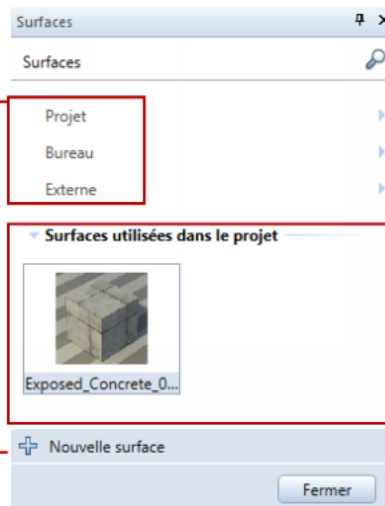 Surfaces
Surfaces
Projet
Bureau
Externe
Surfaces utilisées dans le projet
Exposed_Concrete_0...
Nouvelle surface
Fermer